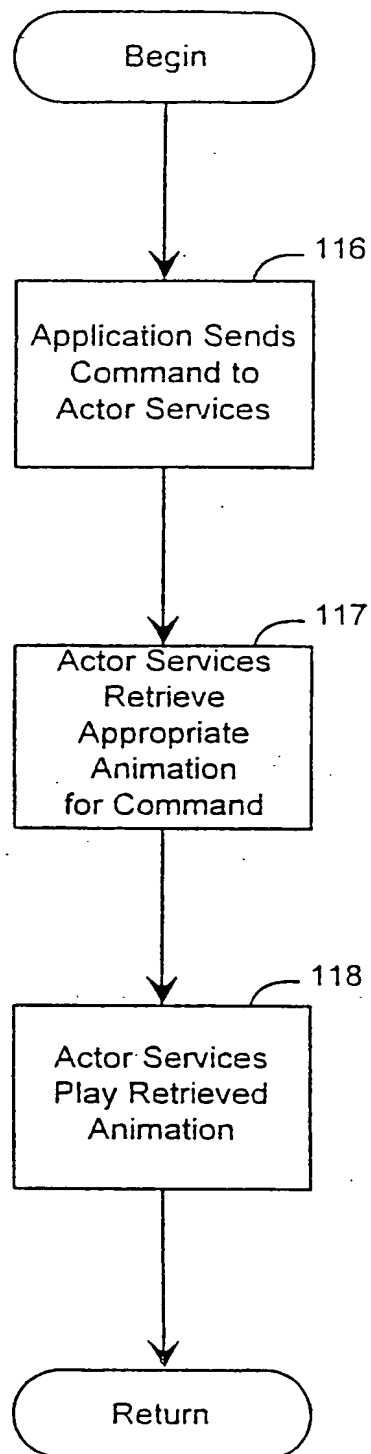 Begin
116
Application Sends
Command to
Actor Services
117
Actor Services
Retrieve
Appropriate
Animation
for Command
118
Actor Services
Play Retrieved
Animation
Return